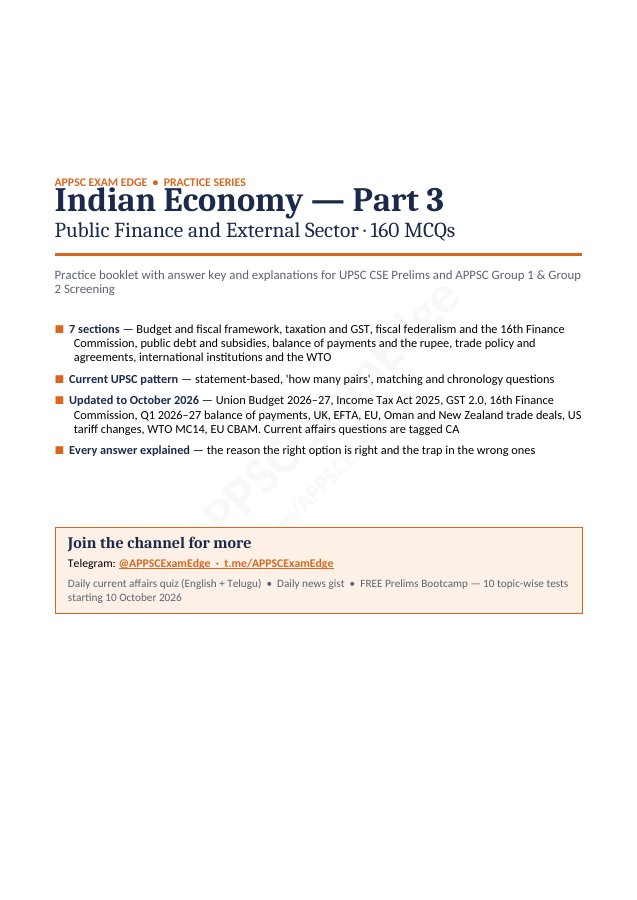 APPSC EXAM EDGE ● PRACTICE SERIES
Indian Economy — Part 3
Public Finance and External Sector · 160 MCQs
Practice booklet with answer key and explanations for UPSC CSE Prelims and APPSC Group 1 & Group
2 Screening
■ 7 sections — Budget and fiscal framework, taxation and GST, fiscal federalism and the 16th Finance
Commission, public debt and subsidies, balance of payments and the rupee, trade policy and
agreements, international institutions and the WTO
■ Current UPSC pattern — statement-based, 'how many pairs', matching and chronology questions
■ Updated to October 2026 — Union Budget 2026–27, Income Tax Act 2025, GST 2.0, 16th Finance
Commission, Q1 2026–27 balance of payments, UK, EFTA, EU, Oman and New Zealand trade deals, US
tariff changes, WTO MC14, EU CBAM. Current affairs questions are tagged CA
■ Every answer explained — the reason the right option is right and the trap in the wrong ones
Join the channel for more
Telegram: @APPSCExamEdge · t.me/APPSCExamEdge
Daily current affairs quiz (English + Telugu) ● Daily news gist ● FREE Prelims Bootcamp — 10 topic-wise tests
starting 10 October 2026